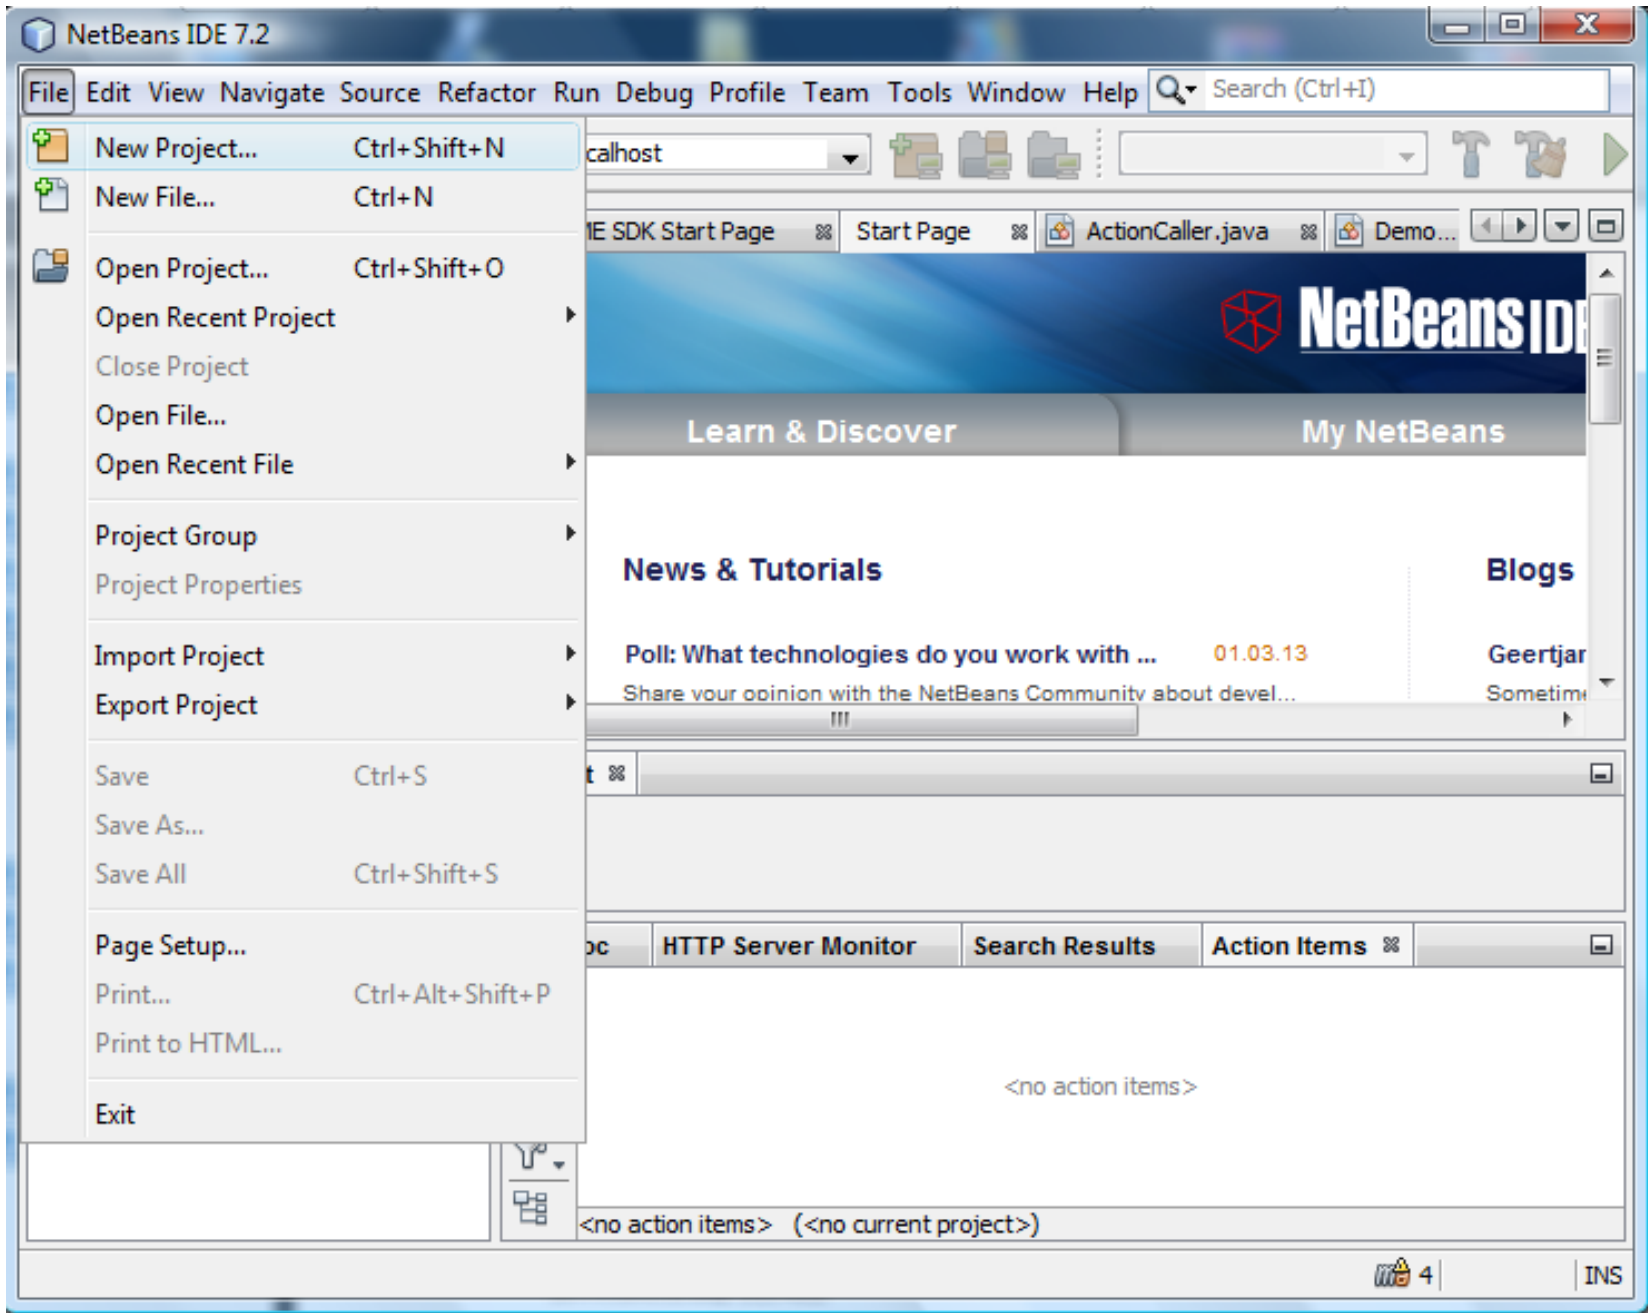 NetBeans IDE 7.2
File Edit View Navigate Source Refactor Run Debug Profile Team Tools Window Help Search (Ctrl+I)
New Project... Ctrl+Shift+N
New File... Ctrl+N
Open Project... Ctrl+Shift+O
Open Recent Project
Close Project
Open File...
Open Recent File
Project Group
Project Properties
Import Project
Export Project
Save Ctrl+S
Save As...
Save All Ctrl+Shift+S
Page Setup...
Print... Ctrl+Alt+Shift+P
Print to HTML...
Exit
calhost
ME SDK Start Page Start Page ActionCaller.java Demo...
NetBeans IDE
Learn & Discover My NetBeans
News & Tutorials Blogs
Poll: What technologies do you work with ... 01.03.13 Geertjan
Share your opinion with the NetBeans Community about devel... Sometime
t
oc HTTP Server Monitor Search Results Action Items
<no action items>
<no action items> (<no current project>)
4 INS